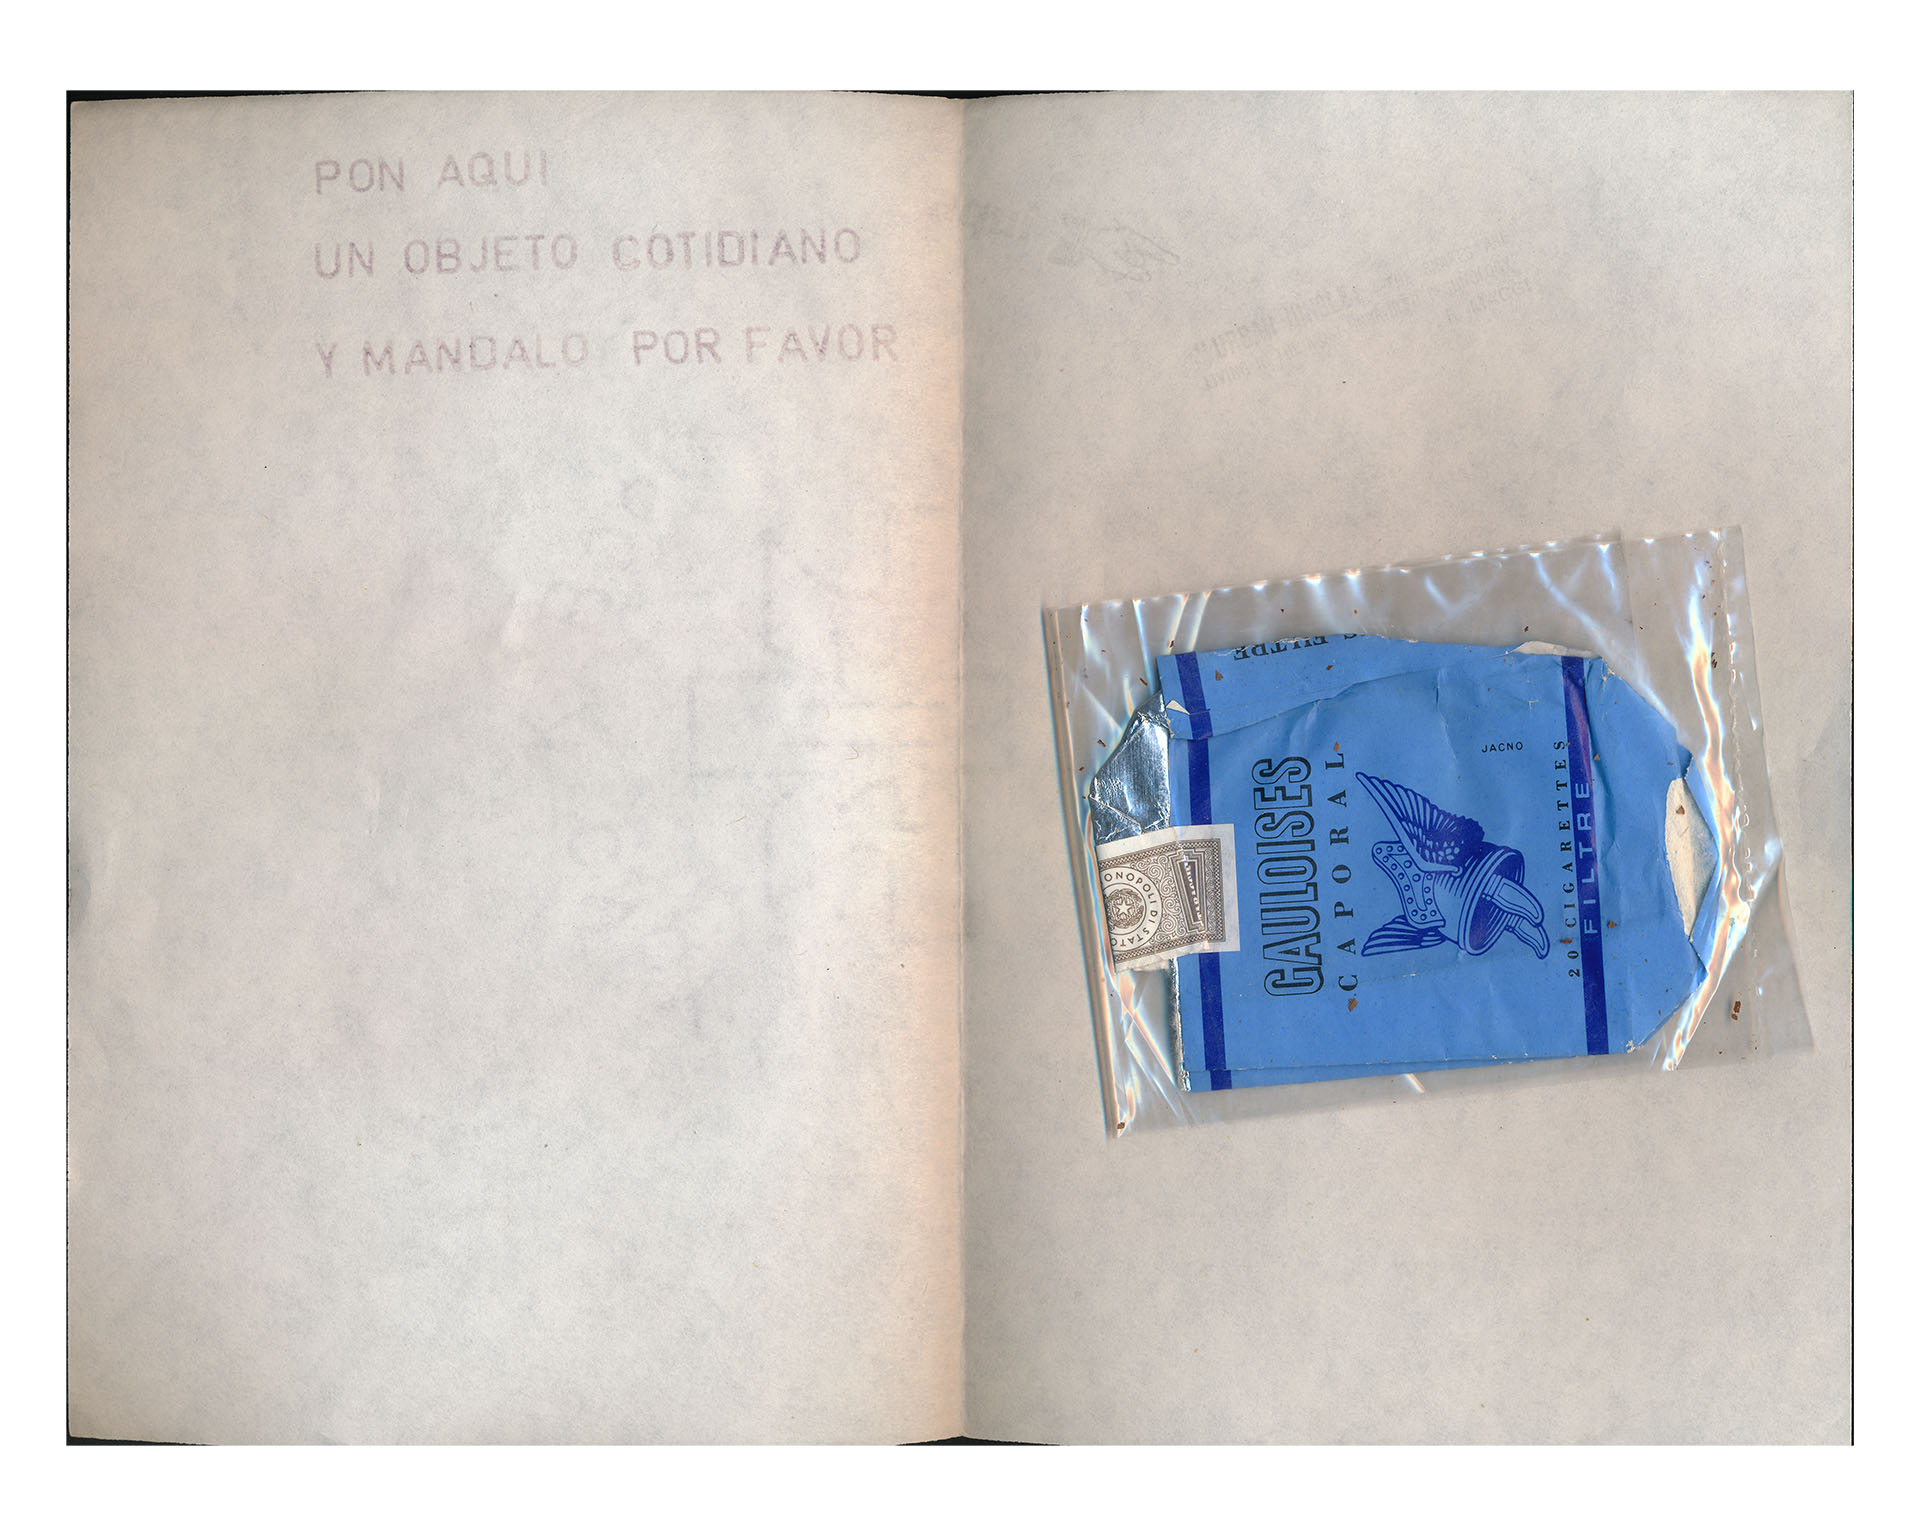 PON AQUI
UN OBJETO COTIDIANO
Y MANDALO POR FAVOR
FILTRE
GAULOISES
CAPORAL
JACNO
20 CIGARETTES
FILTRE
MONOPOLI DI STATO